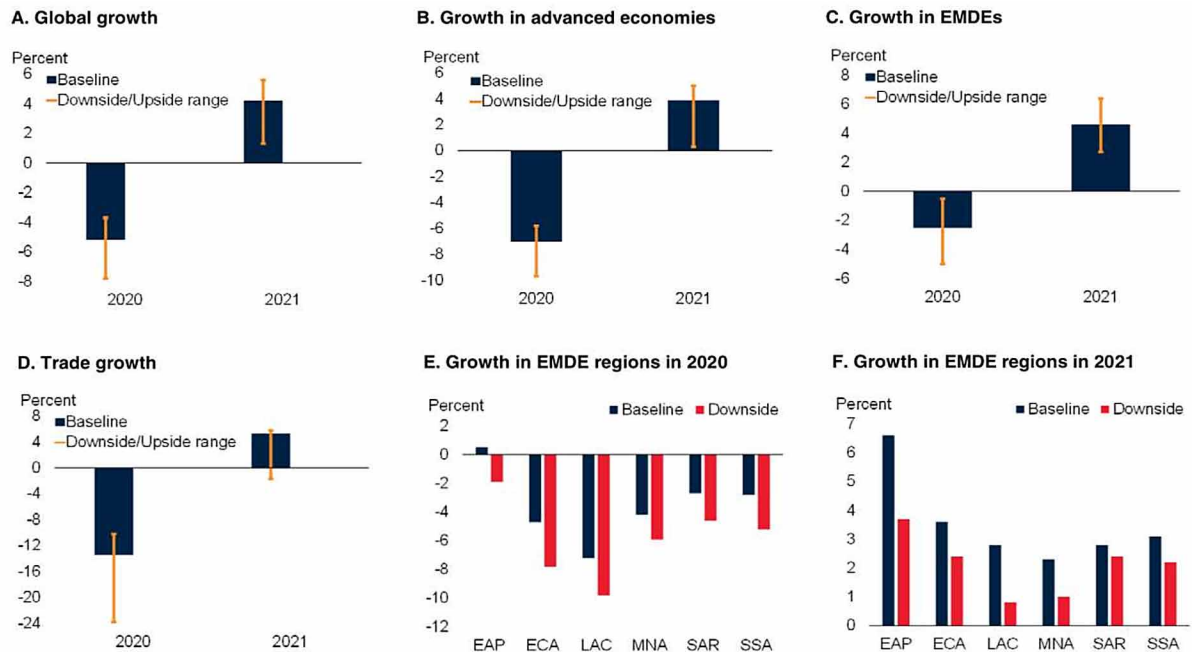 A. Global growth
Percent
6
Baseline
4
Downside/Upside range
2
0
-2
-4
-6
-8
2020 2021
B. Growth in advanced economies
Percent
6
Baseline
4
Downside/Upside range
2
0
-2
-4
-6
-8
-10
2020 2021
C. Growth in EMDEs
Percent
8
Baseline
6
Downside/Upside range
4
2
0
-2
-4
-6
2020 2021
D. Trade growth
Percent
8
Baseline
4
Downside/Upside range
0
-4
-8
-12
-16
-20
-24
2020 2021
E. Growth in EMDE regions in 2020
Percent
Baseline Downside
2
0
-2
-4
-6
-8
-10
-12
EAP ECA LAC MNA SAR SSA
F. Growth in EMDE regions in 2021
Percent
Baseline Downside
7
6
5
4
3
2
1
0
EAP ECA LAC MNA SAR SSA